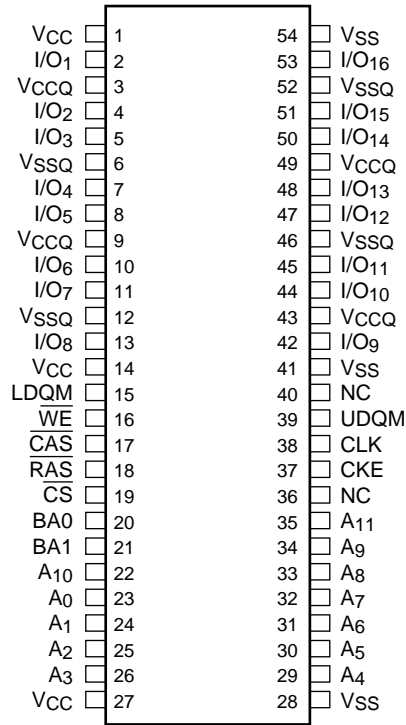 VCC 1 54 VSS
I/O1 2 53 I/O16
VCCQ 3 52 VSSQ
I/O2 4 51 I/O15
I/O3 5 50 I/O14
VSSQ 6 49 VCCQ
I/O4 7 48 I/O13
I/O5 8 47 I/O12
VCCQ 9 46 VSSQ
I/O6 10 45 I/O11
I/O7 11 44 I/O10
VSSQ 12 43 VCCQ
I/O8 13 42 I/O9
VCC 14 41 VSS
LDQM 15 40 NC
W̅E̅ 16 39 UDQM
C̅A̅S̅ 17 38 CLK
R̅A̅S̅ 18 37 CKE
C̅S̅ 19 36 NC
BA0 20 35 A11
BA1 21 34 A9
A10 22 33 A8
A0 23 32 A7
A1 24 31 A6
A2 25 30 A5
A3 26 29 A4
VCC 27 28 VSS